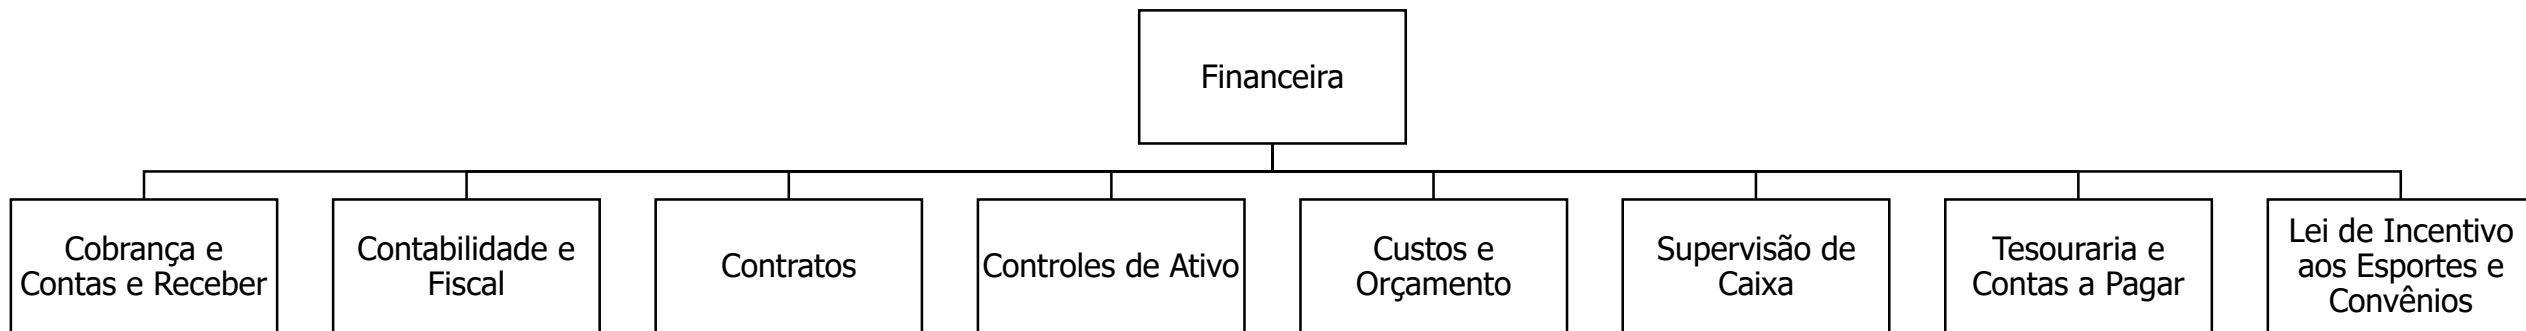 Financeira
Cobrança e
Contas e Receber
Contabilidade e
Fiscal
Contratos
Controles de Ativo
Custos e
Orçamento
Supervisão de
Caixa
Tesouraria e
Contas a Pagar
Lei de Incentivo
aos Esportes e
Convênios